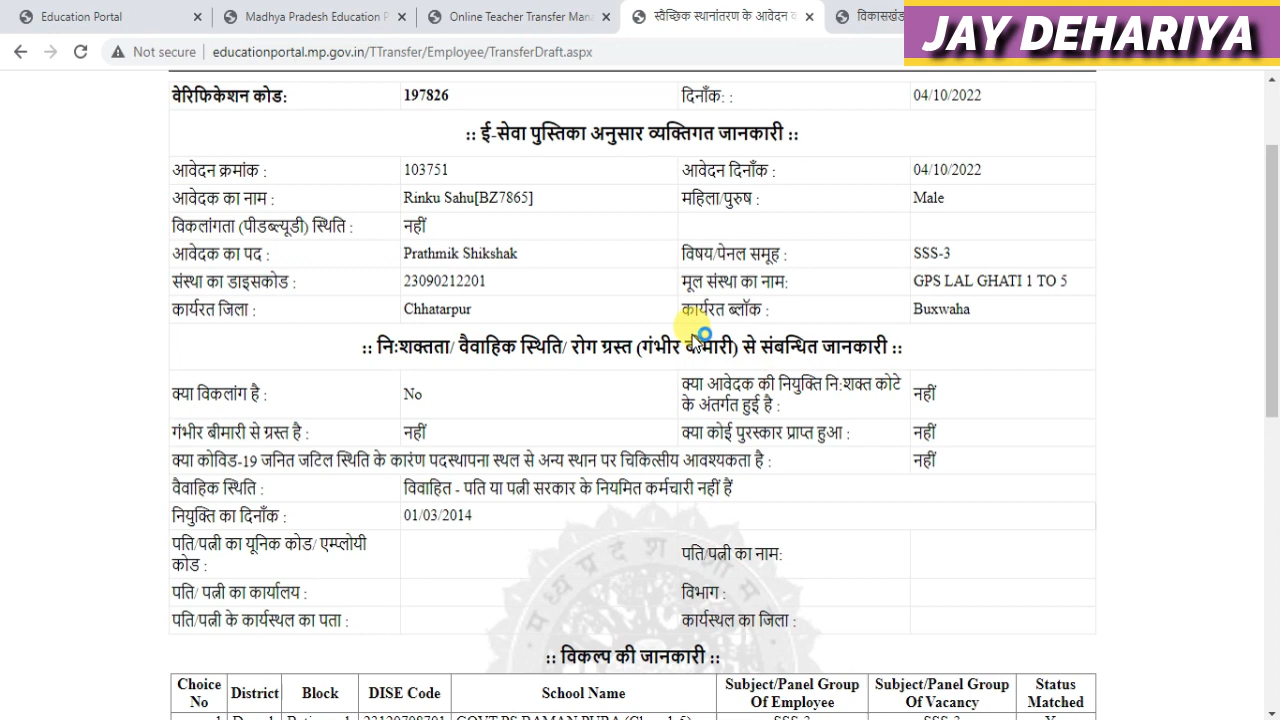 Education Portal
Madhya Pradesh Education P
Online Teacher Transfer Mana
स्वैच्छिक स्थानांतरण के आवेदन क
विकासखंड
JAY DEHARIYA
Not secure educationportal.mp.gov.in/TTransfer/Employee/TransferDraft.aspx
वेरिफिकेशन कोड: 197826 दिनाँक: : 04/10/2022
:: ई-सेवा पुस्तिका अनुसार व्यक्तिगत जानकारी ::
आवेदन क्रमांक : 103751 आवेदन दिनाँक : 04/10/2022
आवेदक का नाम : Rinku Sahu[BZ7865] महिला/पुरुष : Male
विकलांगता (पीडब्ल्यूडी) स्थिति : नहीं
आवेदक का पद : Prathmik Shikshak विषय/पेनल समूह : SSS-3
संस्था का डाइसकोड : 23090212201 मूल संस्था का नाम: GPS LAL GHATI 1 TO 5
कार्यरत जिला : Chhatarpur कार्यरत ब्लॉक : Buxwaha
:: निःशक्तता/ वैवाहिक स्थिति/ रोग ग्रस्त (गंभीर बीमारी) से संबन्धित जानकारी ::
क्या विकलांग है : No क्या आवेदक की नियुक्ति नि:शक्त कोटे के अंतर्गत हुई है : नहीं
गंभीर बीमारी से ग्रस्त है : नहीं क्या कोई पुरस्कार प्राप्त हुआ : नहीं
क्या कोविड-19 जनित जटिल स्थिति के कारण पदस्थापना स्थल से अन्य स्थान पर चिकित्सीय आवश्यकता है : नहीं
वैवाहिक स्थिति : विवाहित - पति या पत्नी सरकार के नियमित कर्मचारी नहीं हैं
नियुक्ति का दिनाँक : 01/03/2014
पति/पत्नी का यूनिक कोड/ एम्प्लोयी कोड : पति/पत्नी का नाम:
पति/ पत्नी का कार्यालय : विभाग :
पति/पत्नी के कार्यस्थल का पता : कार्यस्थल का जिला :
:: विकल्प की जानकारी ::
Choice No District Block DISE Code School Name Subject/Panel Group Of Employee Subject/Panel Group Of Vacancy Status Matched